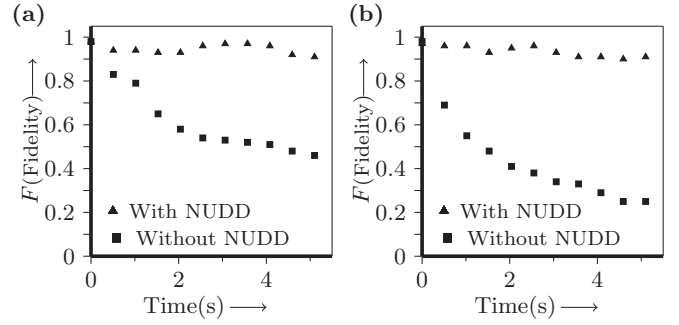 (a)
F(Fidelity)⟶
1
0.8
0.6
0.4
0.2
0
▲ With NUDD
■ Without NUDD
0 2 4
Time(s) ⟶
(b)
F(Fidelity)⟶
1
0.8
0.6
0.4
0.2
0
▲ With NUDD
■ Without NUDD
0 2 4
Time(s) ⟶